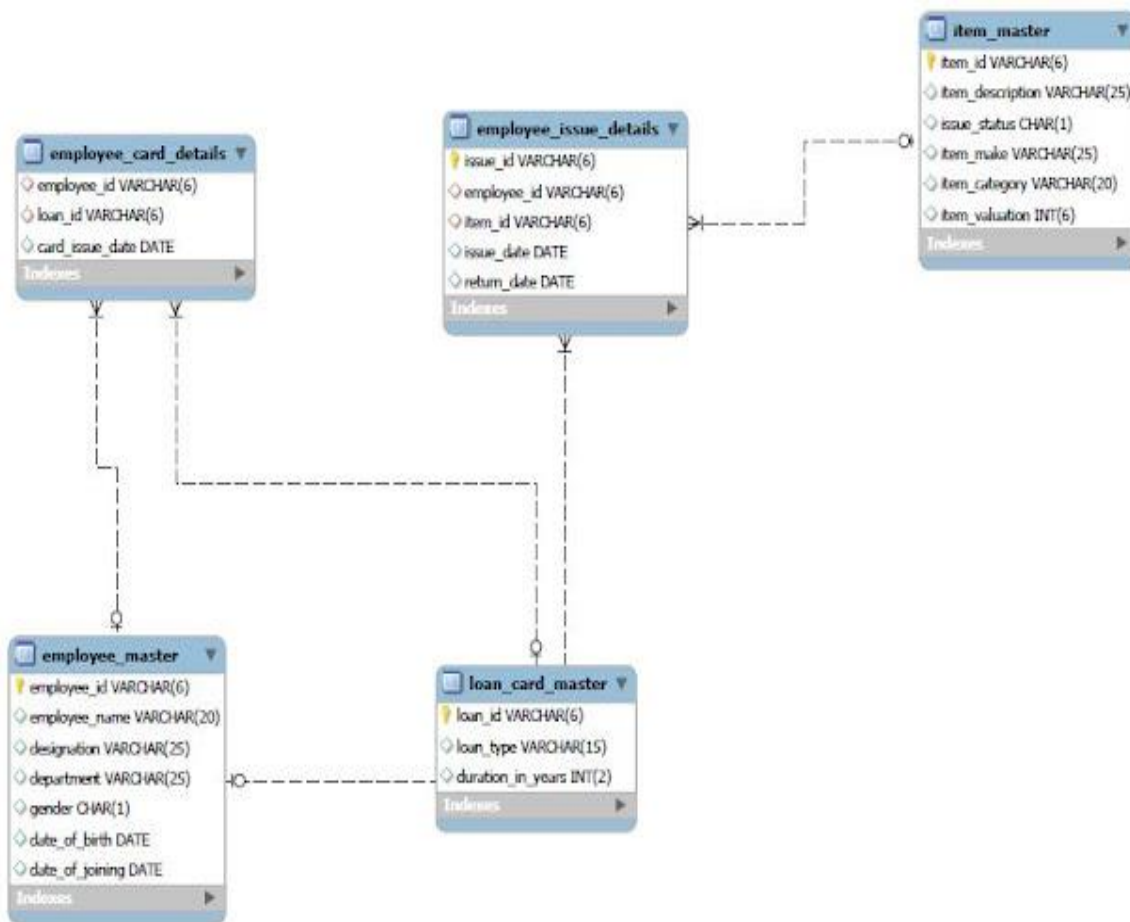 item_master
item_id VARCHAR(6)
item_description VARCHAR(25)
issue_status CHAR(1)
item_make VARCHAR(25)
item_category VARCHAR(20)
item_valuation INT(6)
Indexes
employee_card_details
employee_id VARCHAR(6)
loan_id VARCHAR(6)
card_issue_date DATE
Indexes
employee_issue_details
issue_id VARCHAR(6)
employee_id VARCHAR(6)
item_id VARCHAR(6)
issue_date DATE
return_date DATE
Indexes
employee_master
employee_id VARCHAR(6)
employee_name VARCHAR(20)
designation VARCHAR(25)
department VARCHAR(25)
gender CHAR(1)
date_of_birth DATE
date_of_joining DATE
Indexes
loan_card_master
loan_id VARCHAR(6)
loan_type VARCHAR(15)
duration_in_years INT(2)
Indexes